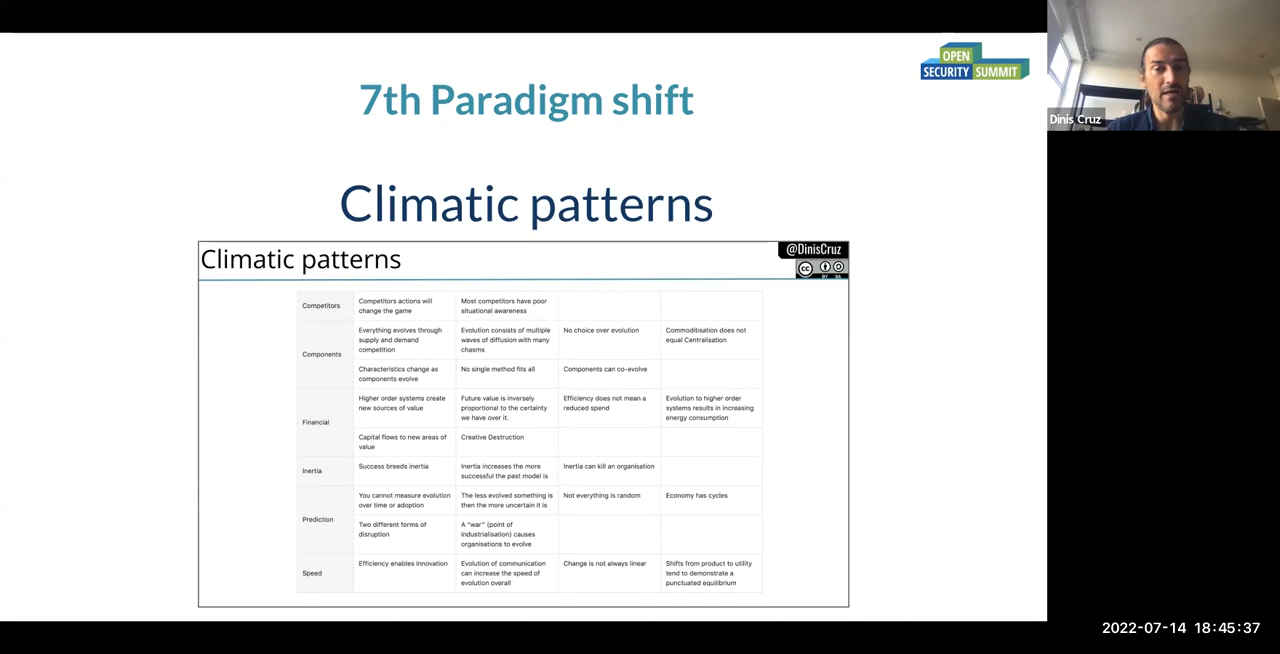 OPEN
SECURITY SUMMIT
7th Paradigm shift
Dinis Cruz
Climatic patterns
Climatic patterns
@DinisCruz
cc
BY SA
Competitors
Competitors actions will
change the game
Most competitors have poor
situational awareness
Components
Everything evolves through
supply and demand
competition
Evolution consists of multiple
waves of diffusion with many
chasms
No choice over evolution
Commoditisation does not
equal Centralisation
Characteristics change as
components evolve
No single method fits all
Components can co-evolve
Financial
Higher order systems create
new sources of value
Future value is inversely
proportional to the certainty
we have over it.
Efficiency does not mean a
reduced spend
Evolution to higher order
systems results in increasing
energy consumption
Capital flows to new areas of
value
Creative Destruction
Inertia
Success breeds inertia
Inertia increases the more
successful the past model is
Inertia can kill an organisation
Prediction
You cannot measure evolution
over time or adoption
The less evolved something is
then the more uncertain it is
Not everything is random
Economy has cycles
Two different forms of
disruption
A "war" (point of
industrialisation) causes
organisations to evolve
Speed
Efficiency enables innovation
Evolution of communication
can increase the speed of
evolution overall
Change is not always linear
Shifts from product to utility
tend to demonstrate a
punctuated equilibrium
2022-07-14 18:45:37